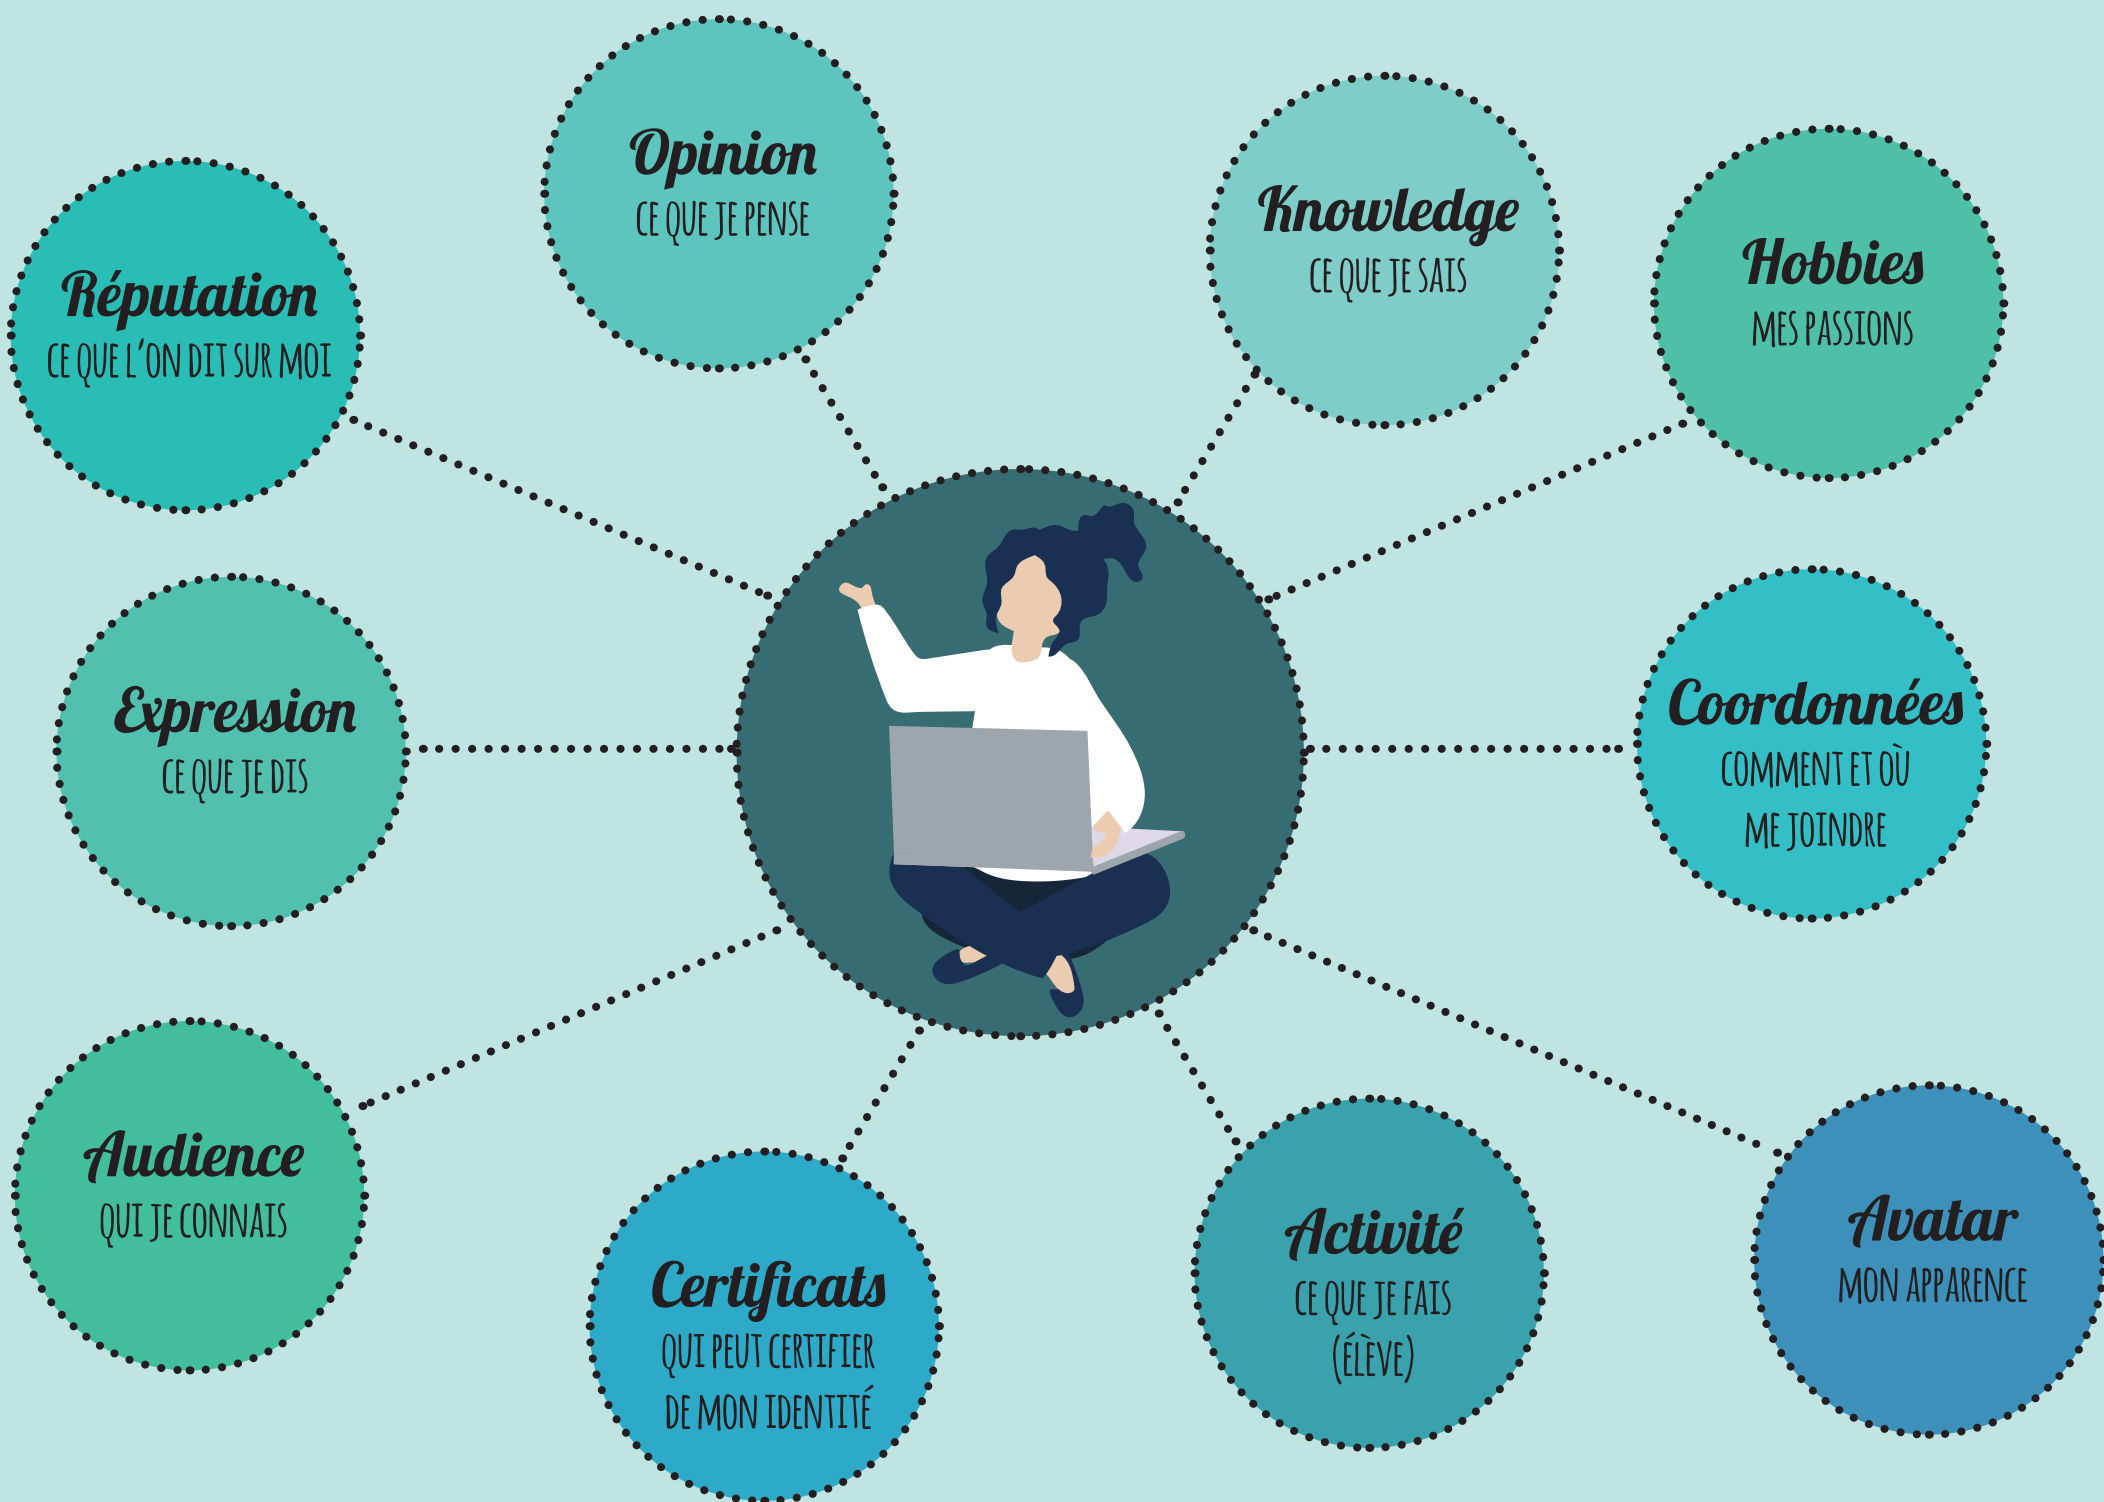 Opinion
CE QUE JE PENSE
Knowledge
CE QUE JE SAIS
Hobbies
MES PASSIONS
Réputation
CE QUE L'ON DIT SUR MOI
Expression
CE QUE JE DIS
Coordonnées
COMMENT ET OÙ
ME JOINDRE
Audience
QUI JE CONNAIS
Certificats
QUI PEUT CERTIFIER
DE MON IDENTITÉ
Activité
CE QUE JE FAIS
(ÉLÈVE)
Avatar
MON APPARENCE